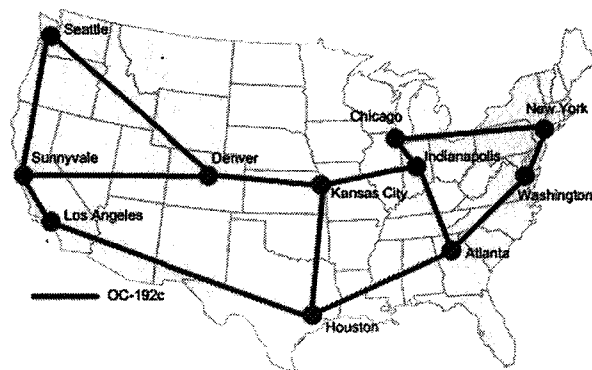 Seattle
New York
Chicago
Sunnyvale
Denver
Indianapolis
Kansas City
Washington
Los Angeles
Atlanta
OC-192c
Houston